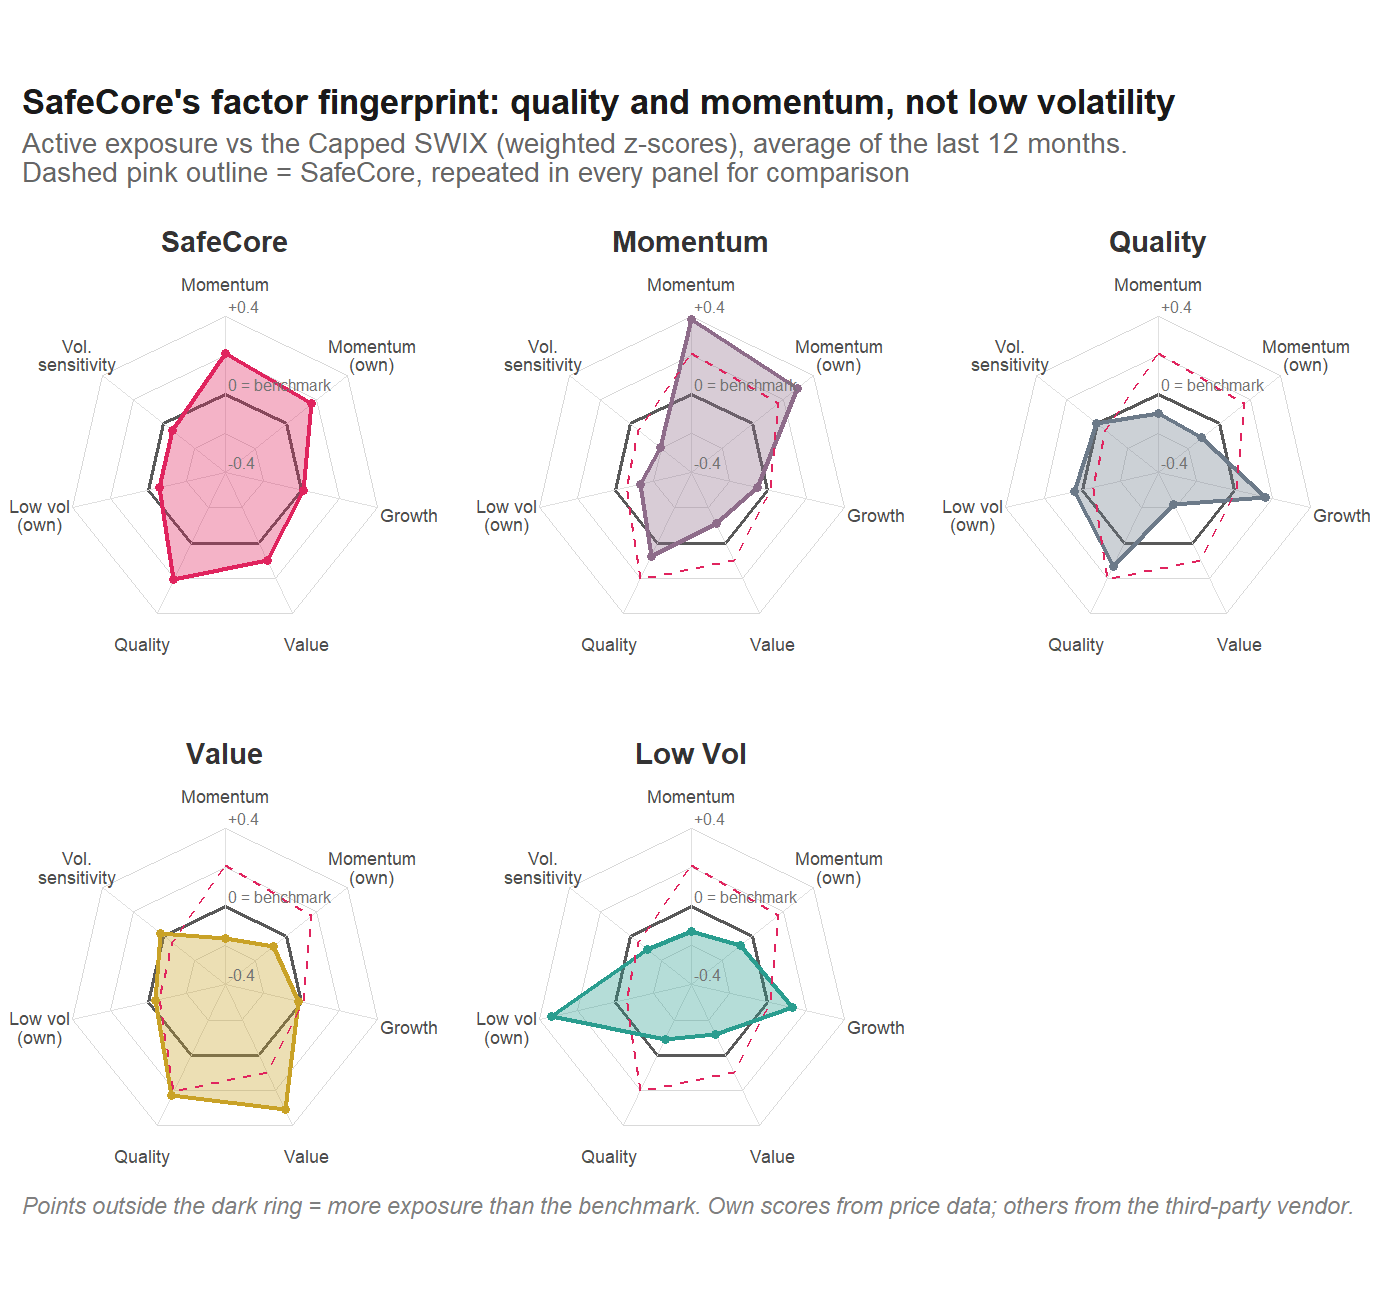 SafeCore's factor fingerprint: quality and momentum, not low volatility
Active exposure vs the Capped SWIX (weighted z-scores), average of the last 12 months.
Dashed pink outline = SafeCore, repeated in every panel for comparison
SafeCore
Momentum
+0.4
Vol.
sensitivity
Momentum
(own)
0 = benchmark
-0.4
Low vol
(own)
Growth
Quality
Value
Momentum
Momentum
+0.4
Vol.
sensitivity
Momentum
(own)
0 = benchmark
-0.4
Low vol
(own)
Growth
Quality
Value
Quality
Momentum
+0.4
Vol.
sensitivity
Momentum
(own)
0 = benchmark
-0.4
Low vol
(own)
Growth
Quality
Value
Value
Momentum
+0.4
Vol.
sensitivity
Momentum
(own)
0 = benchmark
-0.4
Low vol
(own)
Growth
Quality
Value
Low Vol
Momentum
+0.4
Vol.
sensitivity
Momentum
(own)
0 = benchmark
-0.4
Low vol
(own)
Growth
Quality
Value
Points outside the dark ring = more exposure than the benchmark. Own scores from price data; others from the third-party vendor.